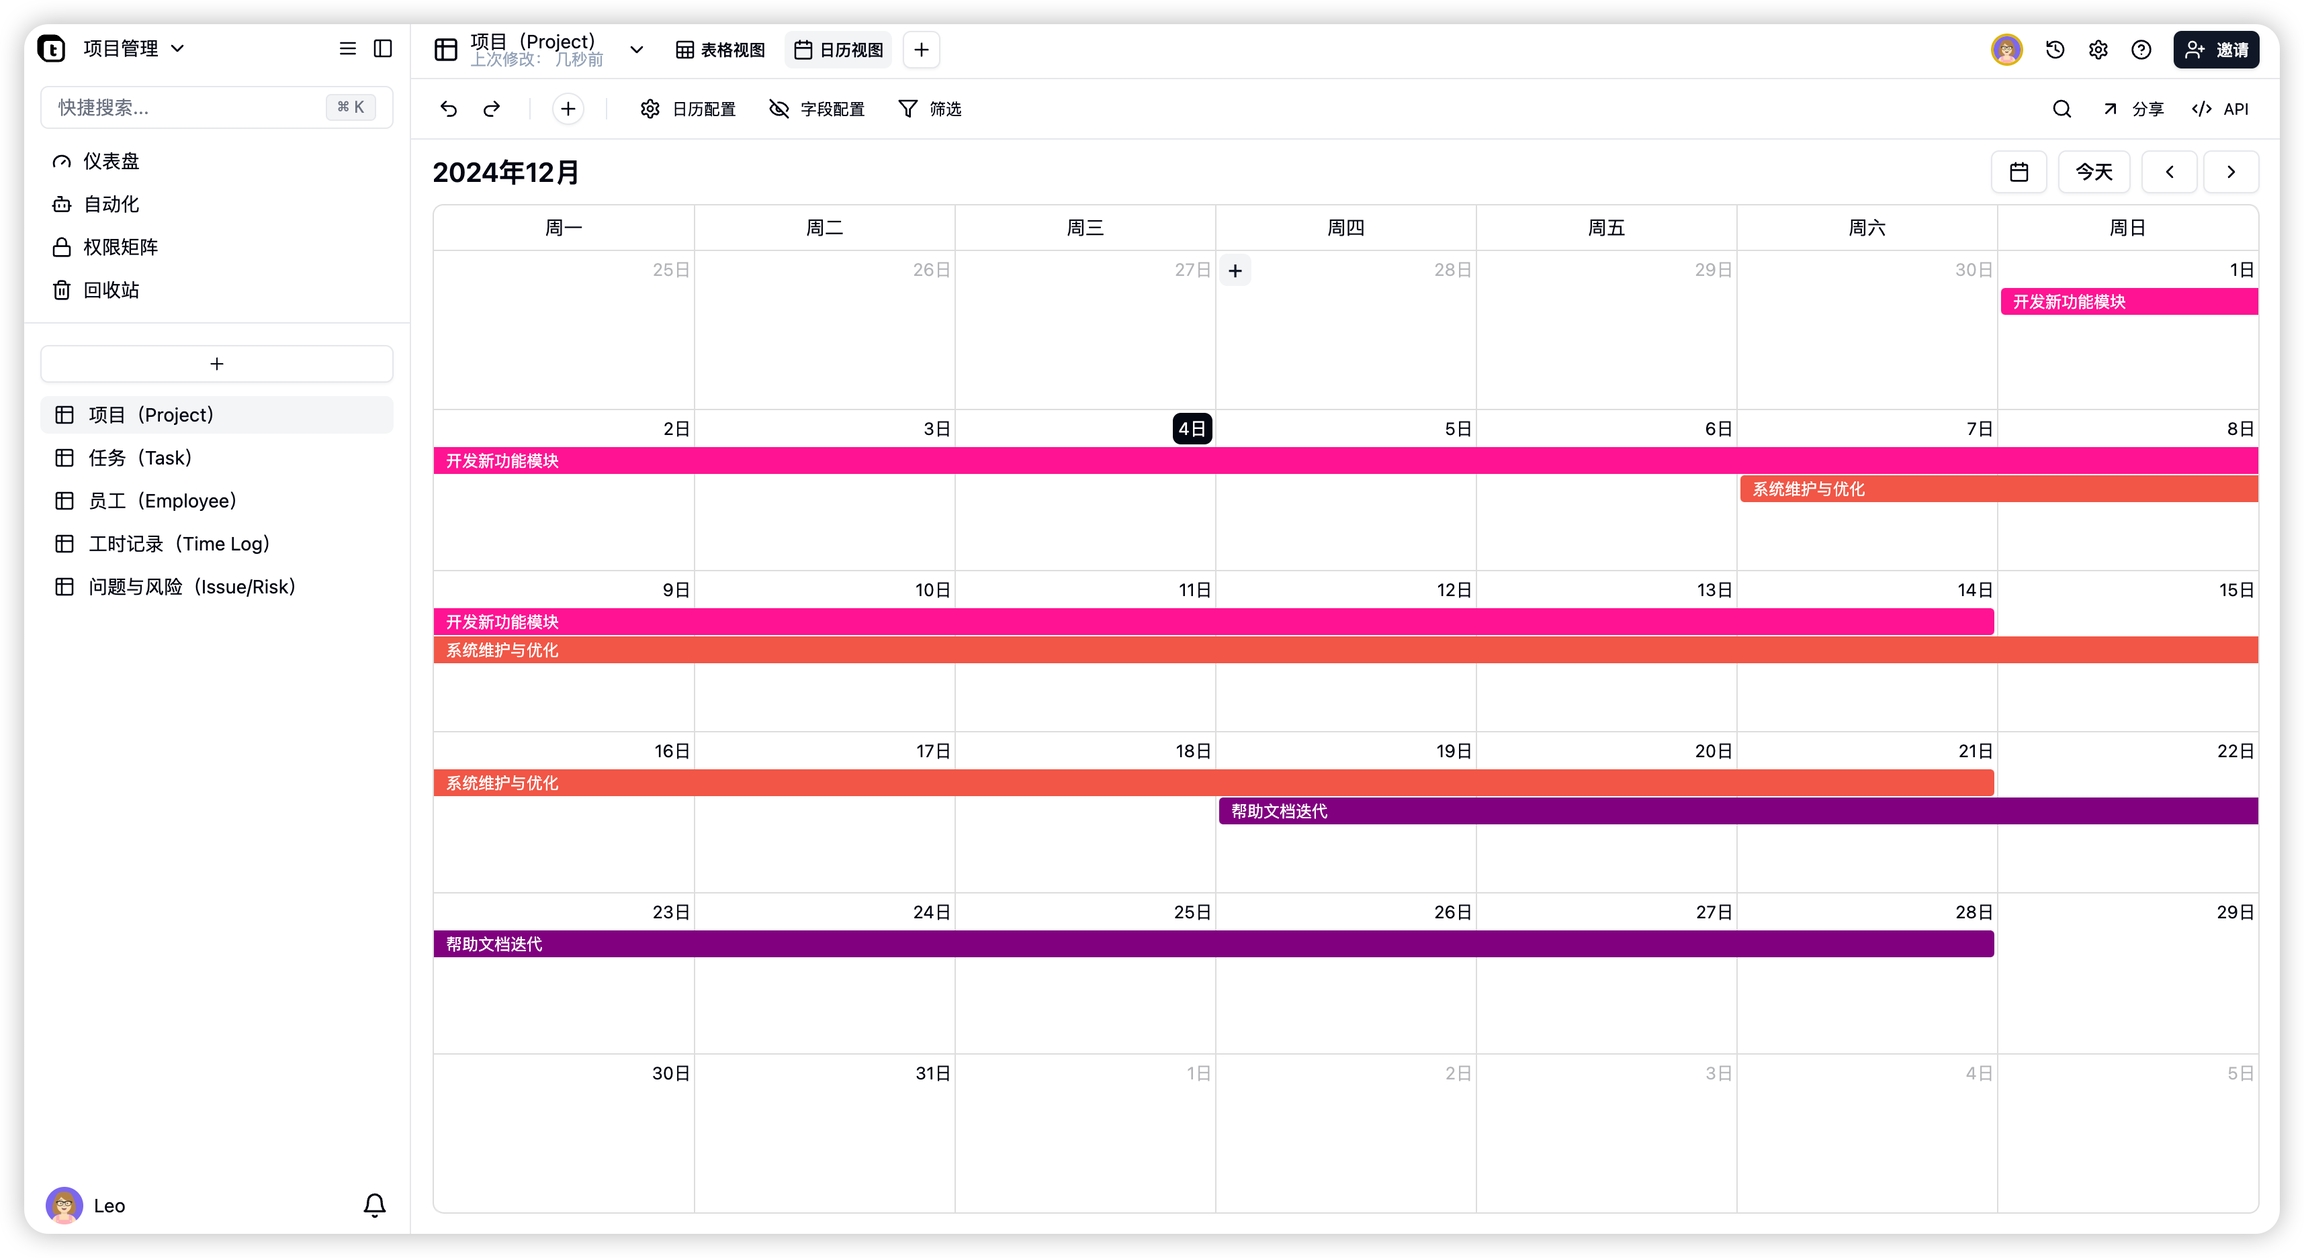 项目管理
快捷搜索...
⌘ K
仪表盘
自动化
权限矩阵
回收站
项目（Project）
任务（Task）
员工（Employee）
工时记录（Time Log）
问题与风险（Issue/Risk）
Leo
项目（Project）
上次修改： 几秒前
表格视图
日历视图
邀请
日历配置
字段配置
筛选
分享
API
2024年12月
今天
周一 周二 周三 周四 周五 周六 周日
25日 26日 27日 28日 29日 30日 1日
开发新功能模块
2日 3日 4日 5日 6日 7日 8日
开发新功能模块
系统维护与优化
9日 10日 11日 12日 13日 14日 15日
开发新功能模块
系统维护与优化
16日 17日 18日 19日 20日 21日 22日
系统维护与优化
帮助文档迭代
23日 24日 25日 26日 27日 28日 29日
帮助文档迭代
30日 31日 1日 2日 3日 4日 5日